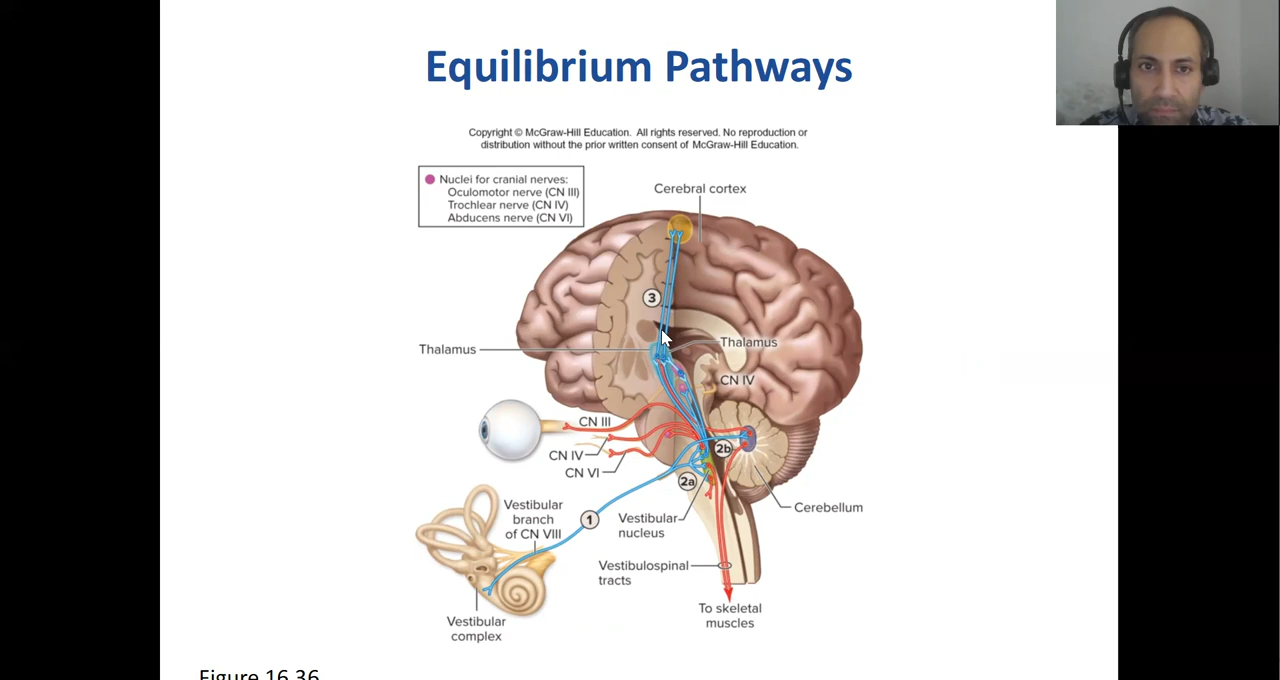 Equilibrium Pathways
Copyright © McGraw-Hill Education. All rights reserved. No reproduction or
distribution without the prior written consent of McGraw-Hill Education.
Nuclei for cranial nerves:
Oculomotor nerve (CN III)
Trochlear nerve (CN IV)
Abducens nerve (CN VI)
Cerebral cortex
3
Thalamus
Thalamus
CN IV
CN III
CN IV
CN VI
2b
2a
Cerebellum
Vestibular
branch
of CN VIII
1
Vestibular
nucleus
Vestibulospinal
tracts
To skeletal
muscles
Vestibular
complex
Figure 16.36